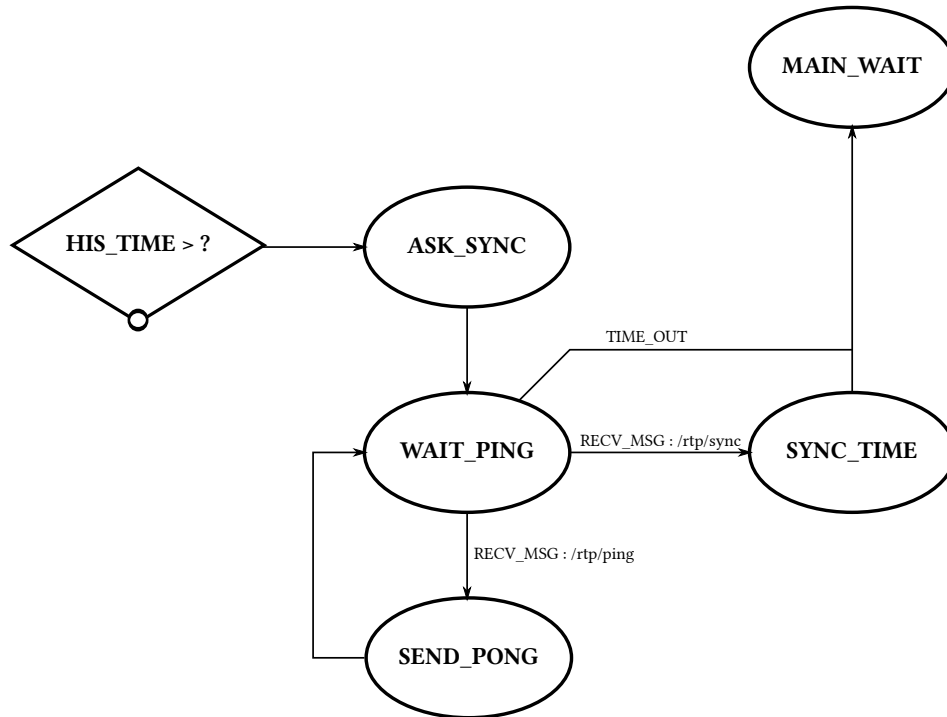 MAIN_WAIT
HIS_TIME > ?
ASK_SYNC
TIME_OUT
WAIT_PING
RECV_MSG : /rtp/sync
SYNC_TIME
RECV_MSG : /rtp/ping
SEND_PONG